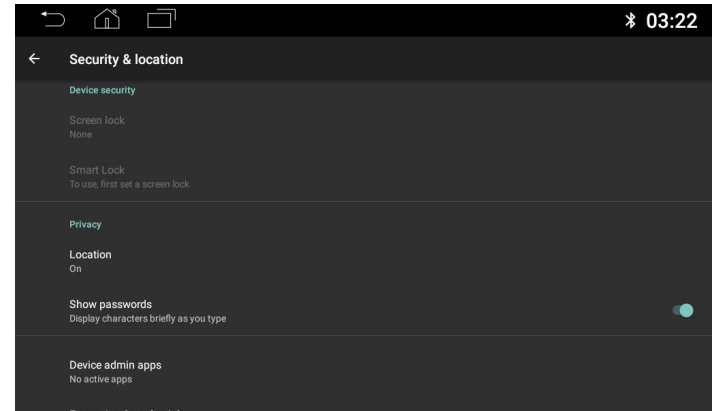 03:22
Security & location
Device security
Screen lock
None
Smart Lock
To use, first set a screen lock
Privacy
Location
On
Show passwords
Display characters briefly as you type
Device admin apps
No active apps